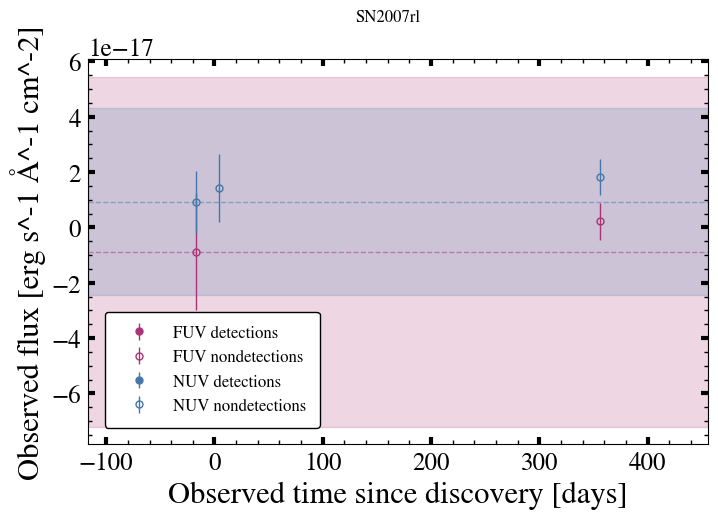 SN2007rl
1e−17
6
4
2
0
−2
−4
−6
Observed flux [erg s^-1 Å^-1 cm^-2]
FUV detections
FUV nondetections
NUV detections
NUV nondetections
−100 0 100 200 300 400
Observed time since discovery [days]